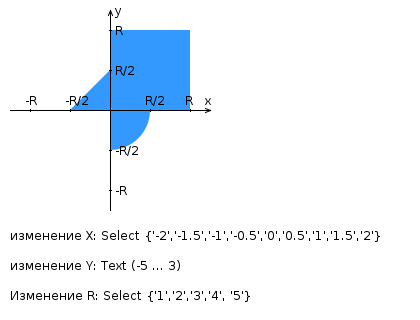 y
R
R/2
-R -R/2 R/2 R x
-R/2
-R
изменение X: Select {'-2','-1.5','-1','-0.5','0','0.5','1','1.5','2'}
изменение Y: Text (-5 ... 3)
Изменение R: Select {'1','2','3','4', '5'}